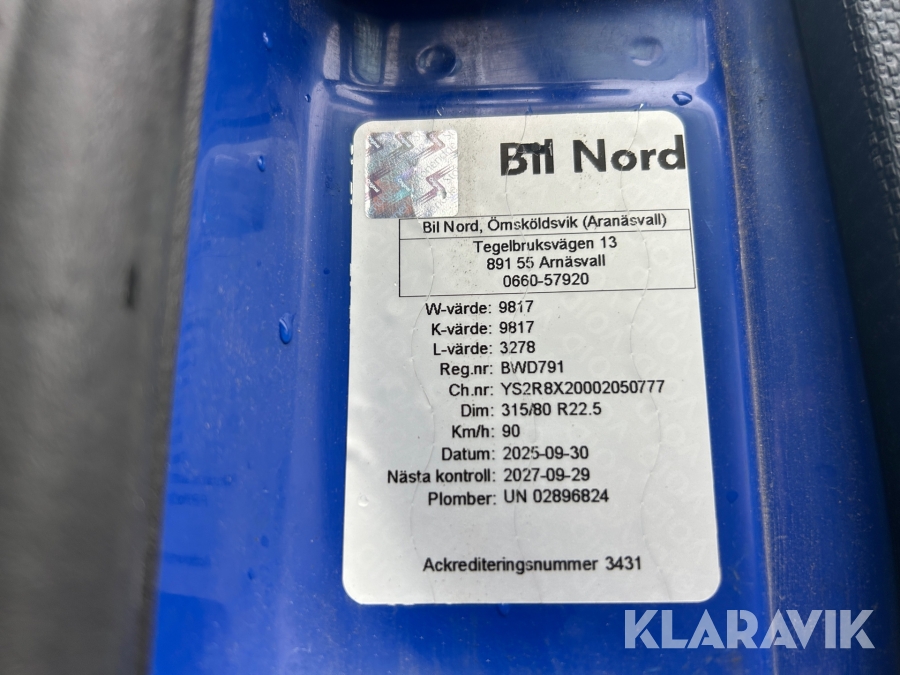 Bil Nord
Bil Nord, Örnsköldsvik (Aranäsvall)
Tegelbruksvägen 13
891 55 Arnäsvall
0660-57920
W-värde: 9817
K-värde: 9817
L-värde: 3278
Reg.nr: BWD791
Ch.nr: YS2R8X20002050777
Dim: 315/80 R22.5
Km/h: 90
Datum: 2025-09-30
Nästa kontroll: 2027-09-29
Plomber: UN 02896824
Ackrediteringsnummer 3431
KLARAVIK